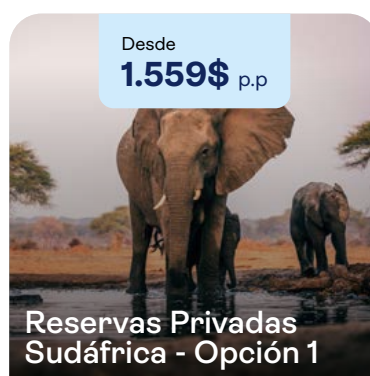 Desde
1.559$ p.p
Reservas Privadas
Sudáfrica - Opción 1